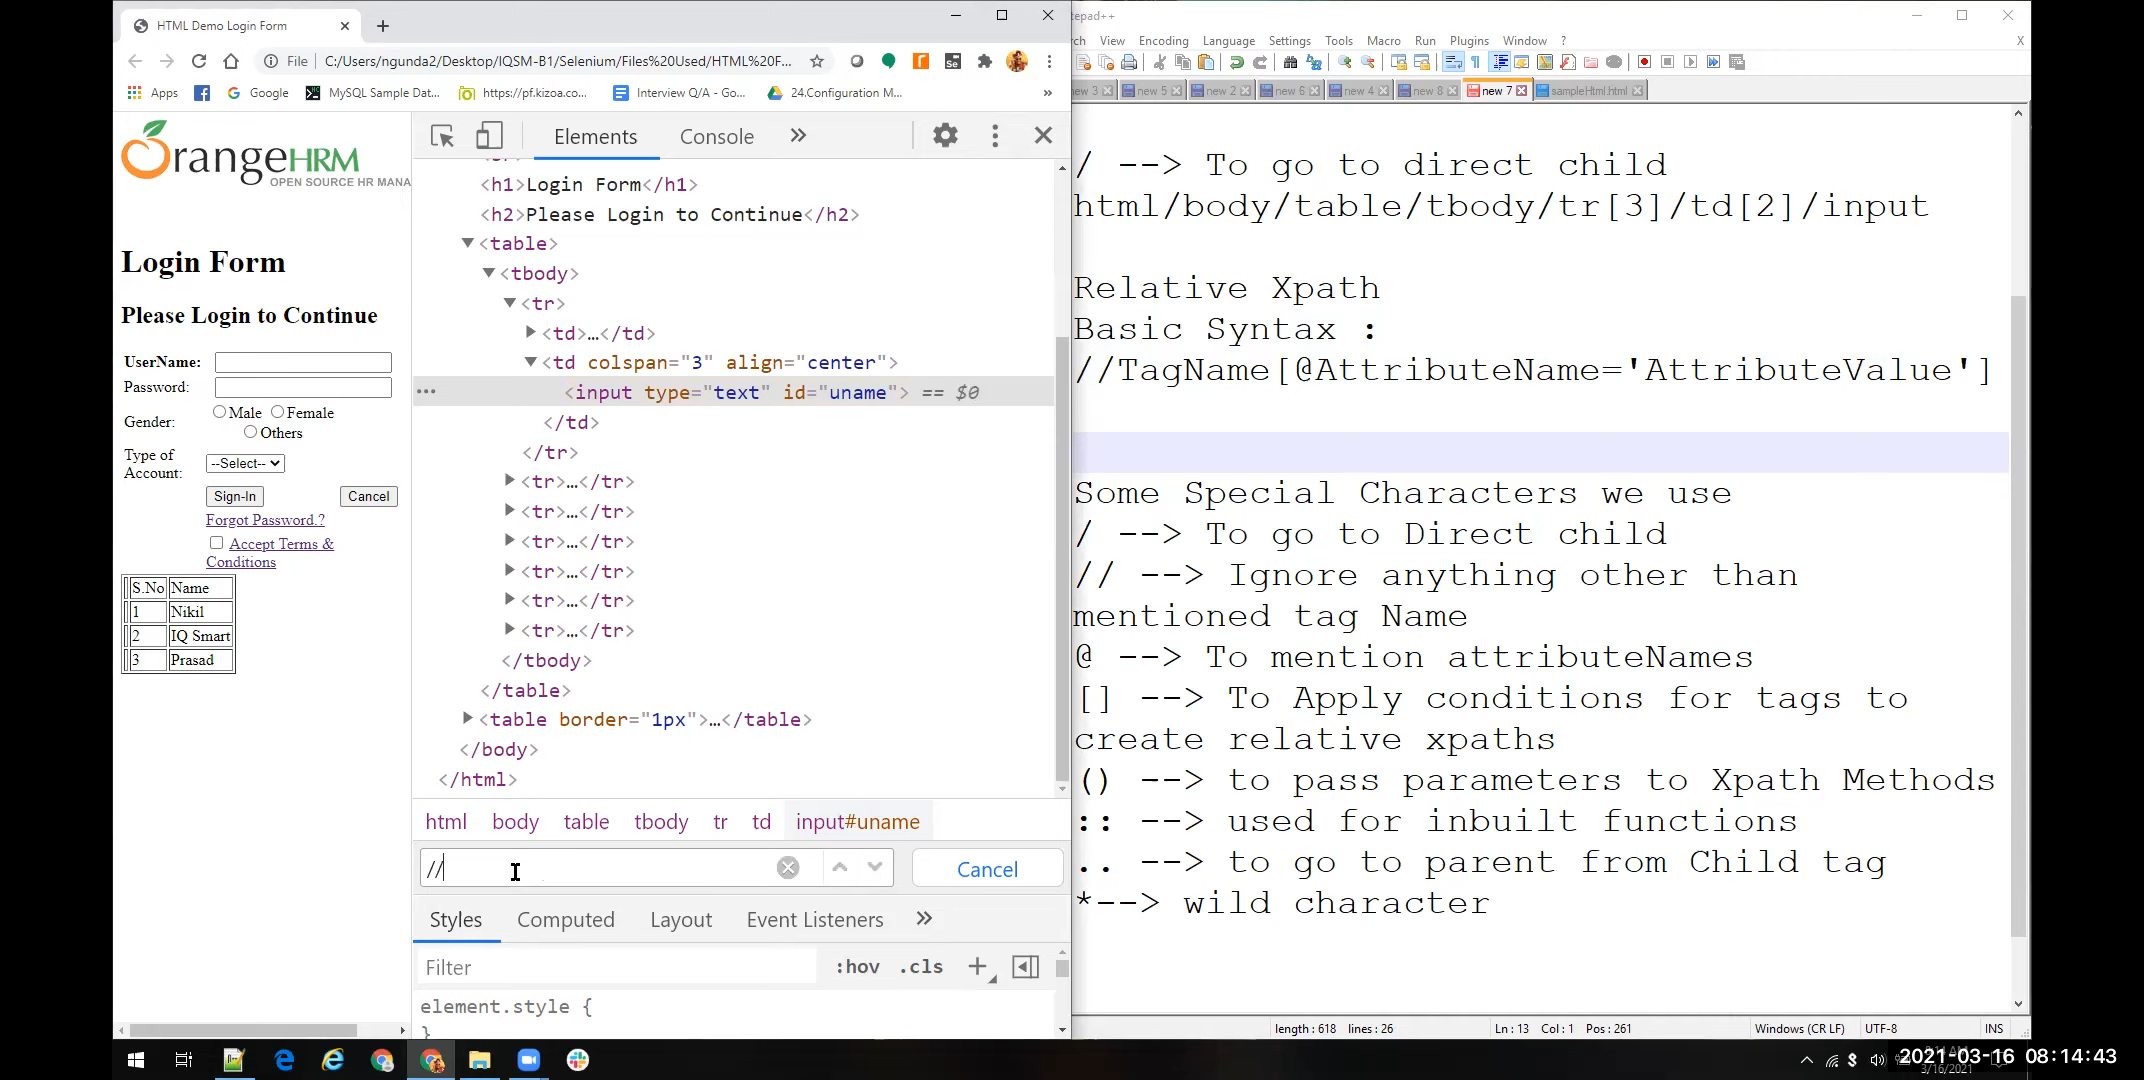 HTML Demo Login Form
File C:/Users/ngunda2/Desktop/IQSM-B1/Selenium/Files%20Used/HTML%20F...
Apps Google MySQL Sample Dat... https://pf.kizoa.co... Interview Q/A - Go... 24.Configuration M... »
OrangeHRM
OPEN SOURCE HR MANA
Login Form
Please Login to Continue
UserName:
Password:
Gender: Male Female
Others
Type of
Account: --Select--
Sign-In Cancel
Forgot Password.?
Accept Terms &
Conditions
S.No Name
1 Nikil
2 IQ Smart
3 Prasad
Elements Console »
<h1>Login Form</h1>
<h2>Please Login to Continue</h2>
<table>
<tbody>
<tr>
<td>…</td>
<td colspan="3" align="center">
<input type="text" id="uname"> == $0
</td>
</tr>
<tr>…</tr>
<tr>…</tr>
<tr>…</tr>
<tr>…</tr>
<tr>…</tr>
<tr>…</tr>
</tbody>
</table>
<table border="1px">…</table>
</body>
</html>
html body table tbody tr td input#uname
// Cancel
Styles Computed Layout Event Listeners »
Filter :hov .cls +
element.style {
}
tepad++
rch View Encoding Language Settings Tools Macro Run Plugins Window ? X
new 3 new 5 new 2 new 6 new 4 new 8 new 7 sampleHtml.html
/ --> To go to direct child
html/body/table/tbody/tr[3]/td[2]/input
Relative Xpath
Basic Syntax :
//TagName[@AttributeName='AttributeValue']
Some Special Characters we use
/ --> To go to Direct child
// --> Ignore anything other than
mentioned tag Name
@ --> To mention attributeNames
[] --> To Apply conditions for tags to
create relative xpaths
() --> to pass parameters to Xpath Methods
:: --> used for inbuilt functions
.. --> to go to parent from Child tag
*--> wild character
length : 618 lines : 26 Ln : 13 Col : 1 Pos : 261 Windows (CR LF) UTF-8 INS
2021-03-16 08:14:43
3/16/2021